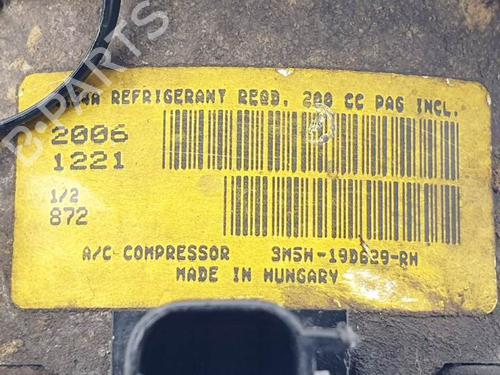 REFRIGERANT REQD. 200 CC PAG INCL.
2006
1221
1/2
872
A/C COMPRESSOR 3M5H-19D629-RH
MADE IN HUNGARY
B-PARTS